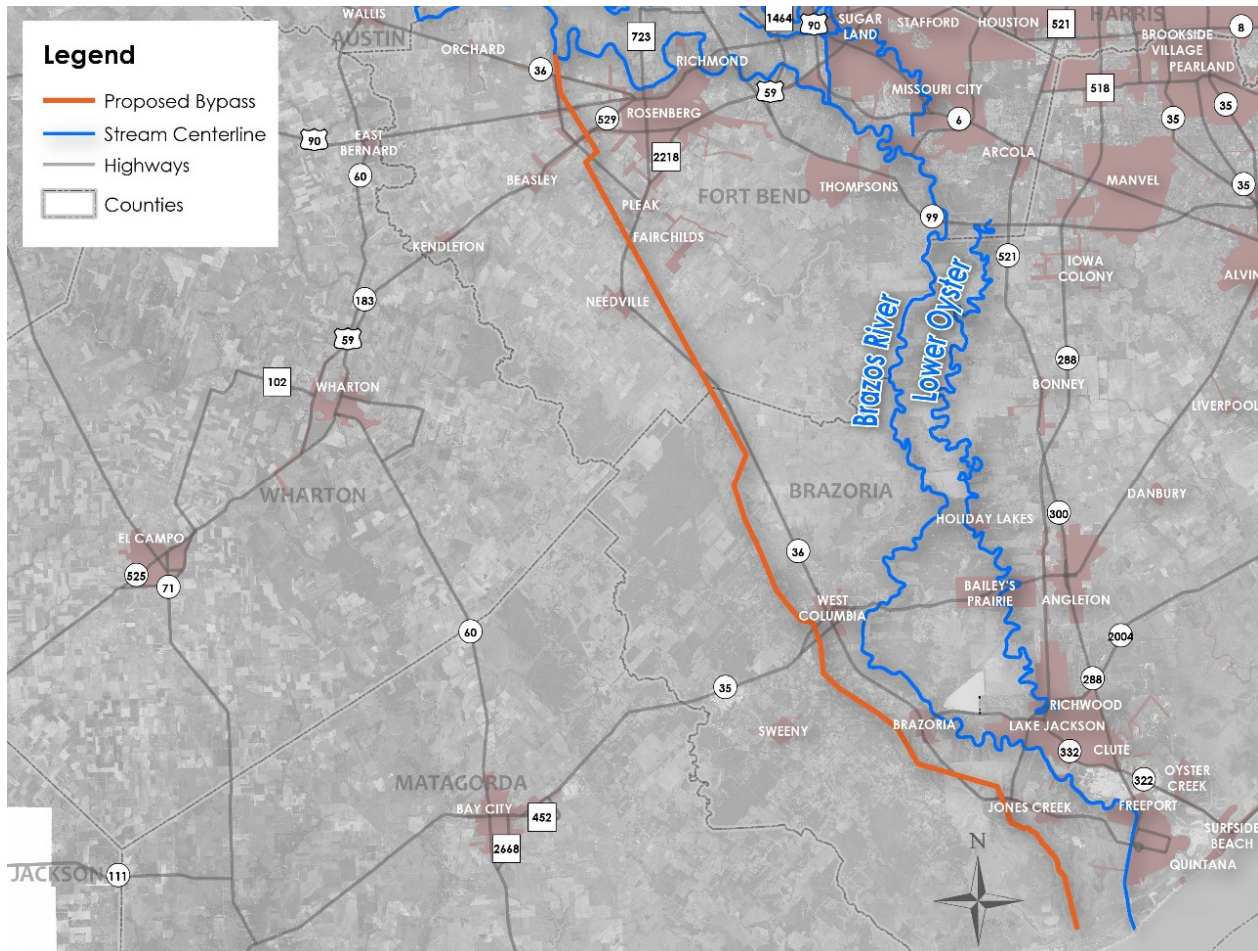 Legend
Proposed Bypass
Stream Centerline
Highways
Counties
WALLIS
AUSTIN
ORCHARD
36
723
RICHMOND
1464
90
SUGAR
LAND
STAFFORD
HOUSTON
521
HARRIS
8
BROOKSIDE
VILLAGE
PEARLAND
59
MISSOURI CITY
518
35
35
90
EAST
BERNARD
60
529
ROSENBERG
2218
BEASLEY
6
ARCOLA
THOMPSONS
MANVEL
35
FORT BEND
PLEAK
FAIRCHILDS
KENDLETON
99
521
IOWA
COLONY
ALVIN
183
NEEDVILLE
59
Brazos River
Lower Oyster
288
BONNEY
LIVERPOOL
102
WHARTON
WHARTON
BRAZORIA
DANBURY
HOLIDAY LAKES
300
EL CAMPO
525
71
36
BAILEY'S
PRAIRIE
ANGLETON
WEST
COLUMBIA
60
2004
35
288
RICHWOOD
SWEENY
BRAZORIA
LAKE JACKSON
332
CLUTE
322
OYSTER
CREEK
MATAGORDA
BAY CITY
452
2668
JONES CREEK
FREEPORT
SURFSIDE
BEACH
QUINTANA
N
JACKSON
111